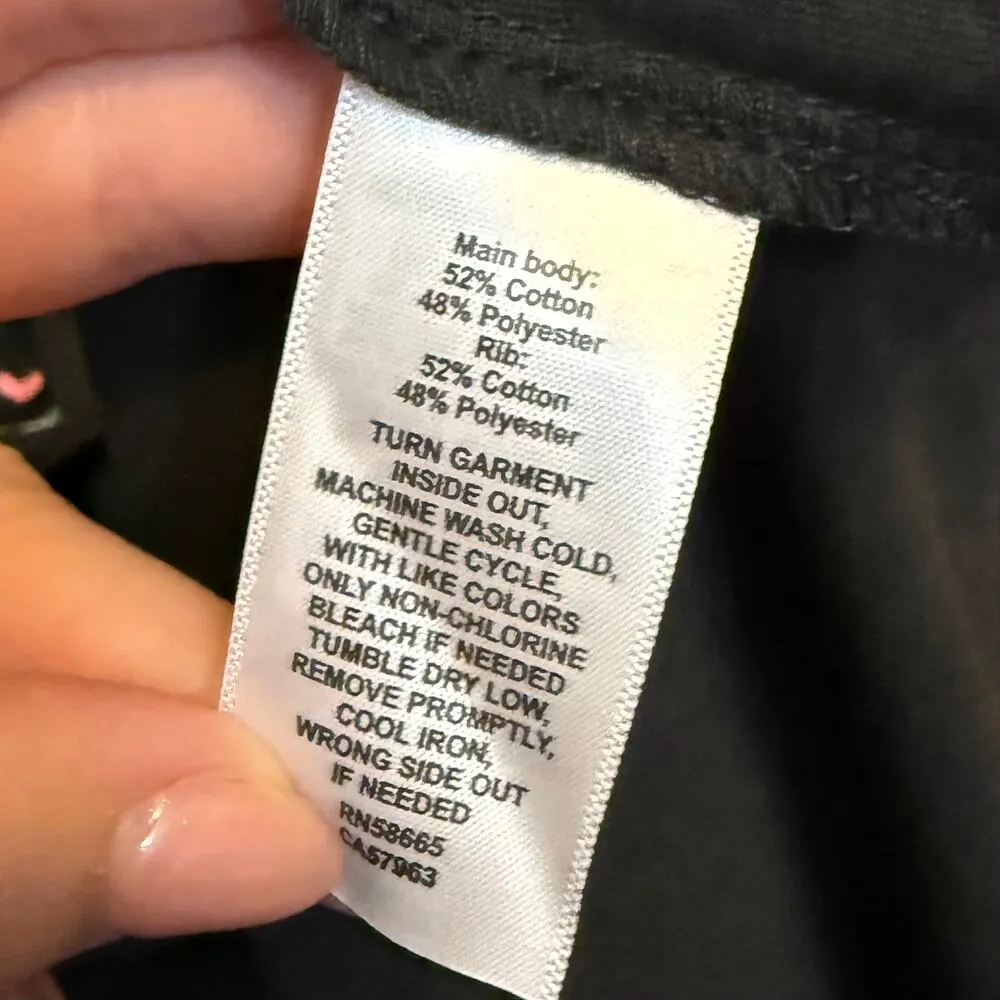 Main body:
52% Cotton
48% Polyester
Rib:
52% Cotton
48% Polyester
TURN GARMENT
INSIDE OUT,
MACHINE WASH COLD,
GENTLE CYCLE,
WITH LIKE COLORS
ONLY NON-CHLORINE
BLEACH IF NEEDED
TUMBLE DRY LOW,
REMOVE PROMPTLY,
COOL IRON,
WRONG SIDE OUT
IF NEEDED
RN58665
CA57963